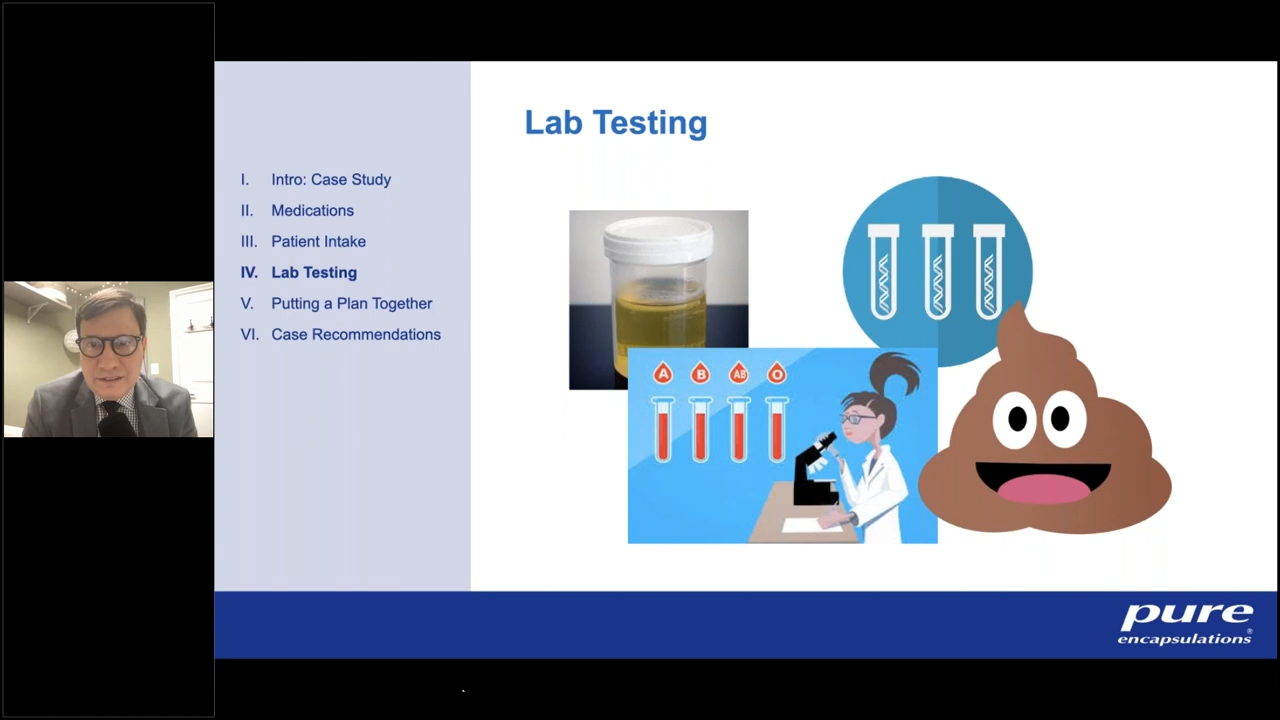 Lab Testing
I. Intro: Case Study
II. Medications
III. Patient Intake
IV. Lab Testing
V. Putting a Plan Together
VI. Case Recommendations
A B AB O
pure
encapsulations®